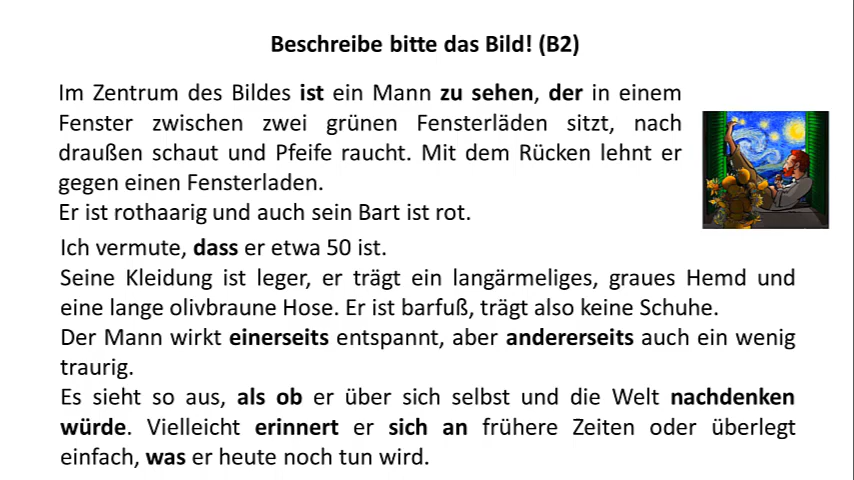 Beschreibe bitte das Bild! (B2)
Im Zentrum des Bildes ist ein Mann zu sehen, der in einem
Fenster zwischen zwei grünen Fensterläden sitzt, nach
draußen schaut und Pfeife raucht. Mit dem Rücken lehnt er
gegen einen Fensterladen.
Er ist rothaarig und auch sein Bart ist rot.
Ich vermute, dass er etwa 50 ist.
Seine Kleidung ist leger, er trägt ein langärmeliges, graues Hemd und
eine lange olivbraune Hose. Er ist barfuß, trägt also keine Schuhe.
Der Mann wirkt einerseits entspannt, aber andererseits auch ein wenig
traurig.
Es sieht so aus, als ob er über sich selbst und die Welt nachdenken
würde. Vielleicht erinnert er sich an frühere Zeiten oder überlegt
einfach, was er heute noch tun wird.